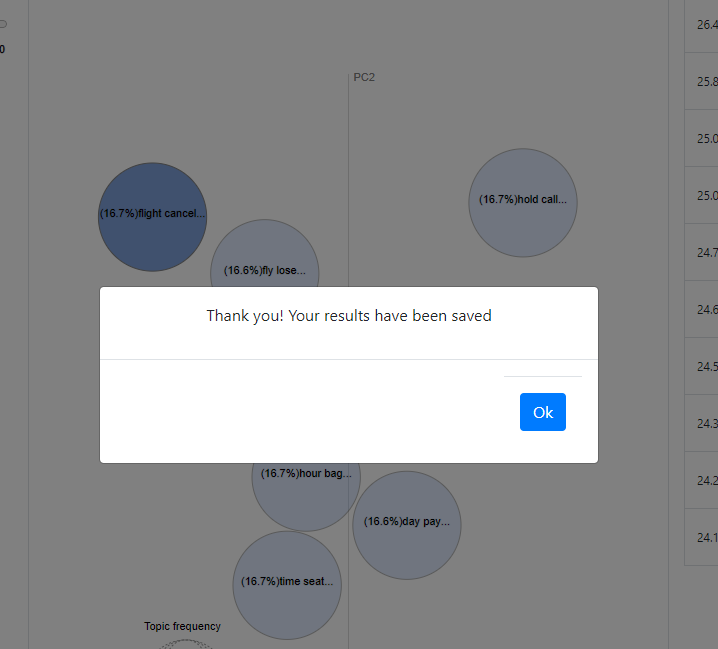 0
PC2
(16.7%)flight cancel...
(16.7%)hold call...
(16.6%)fly lose...
Thank you! Your results have been saved
Ok
(16.7%)hour bag...
(16.6%)day pay...
(16.7%)time seat...
Topic frequency
26.4
25.8
25.0
25.0
24.7
24.6
24.5
24.3
24.2
24.1